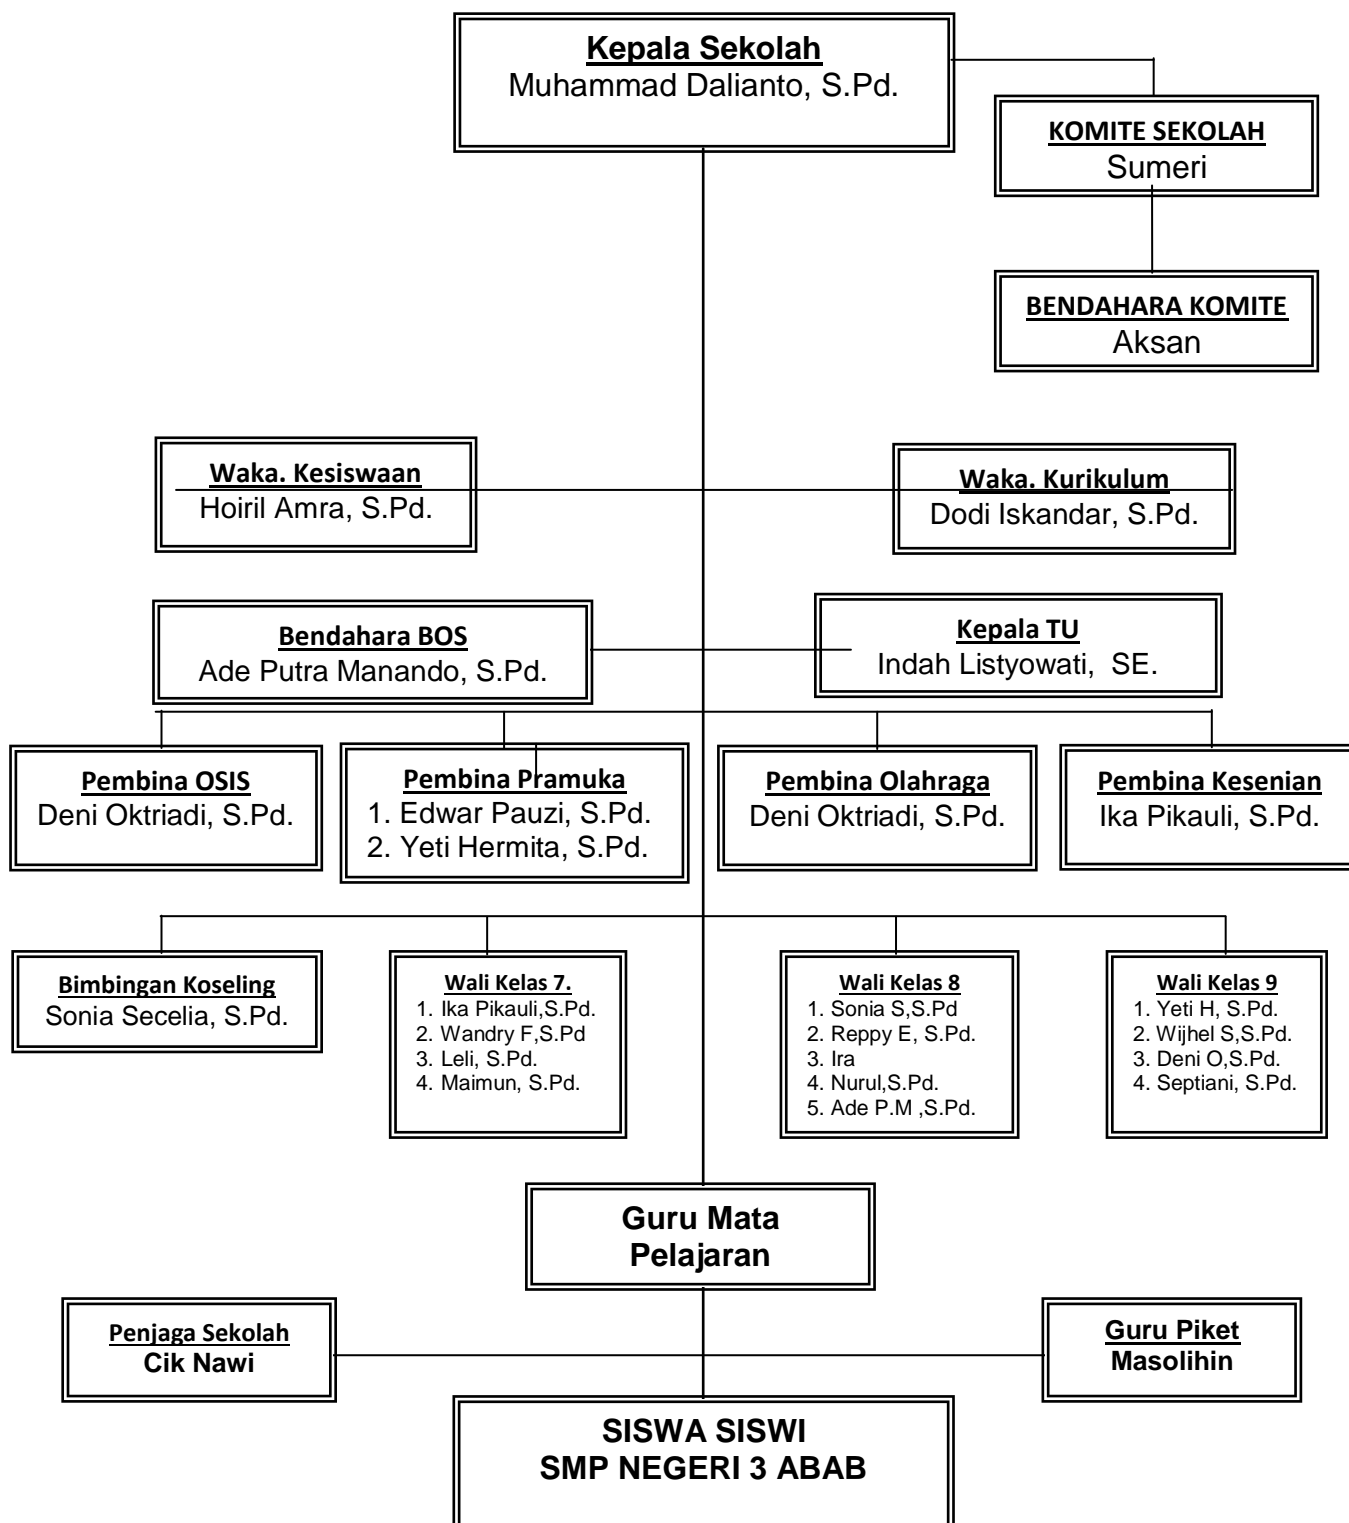 Kepala Sekolah
Muhammad Dalianto, S.Pd.
KOMITE SEKOLAH
Sumeri
BENDAHARA KOMITE
Aksan
Waka. Kesiswaan
Hoiril Amra, S.Pd.
Waka. Kurikulum
Dodi Iskandar, S.Pd.
Bendahara BOS
Ade Putra Manando, S.Pd.
Kepala TU
Indah Listyowati,  SE.
Pembina OSIS
Deni Oktriadi, S.Pd.
Pembina Pramuka
1. Edwar Pauzi, S.Pd.
2. Yeti Hermita, S.Pd.
Pembina Olahraga
Deni Oktriadi, S.Pd.
Pembina Kesenian
Ika Pikauli, S.Pd.
Bimbingan Koseling
Sonia Secelia, S.Pd.
Wali Kelas 7.
1. Ika Pikauli,S.Pd.
2. Wandry F,S.Pd
3. Leli, S.Pd.
4. Maimun, S.Pd.
Wali Kelas 8
1. Sonia S,S.Pd
2. Reppy E, S.Pd.
3. Ira
4. Nurul,S.Pd.
5. Ade P.M ,S.Pd.
Wali Kelas 9
1. Yeti H, S.Pd.
2. Wijhel S,S.Pd.
3. Deni O,S.Pd.
4. Septiani, S.Pd.
Guru Mata
Pelajaran
Penjaga Sekolah
Cik Nawi
Guru Piket
Masolihin
SISWA SISWI
SMP NEGERI 3 ABAB